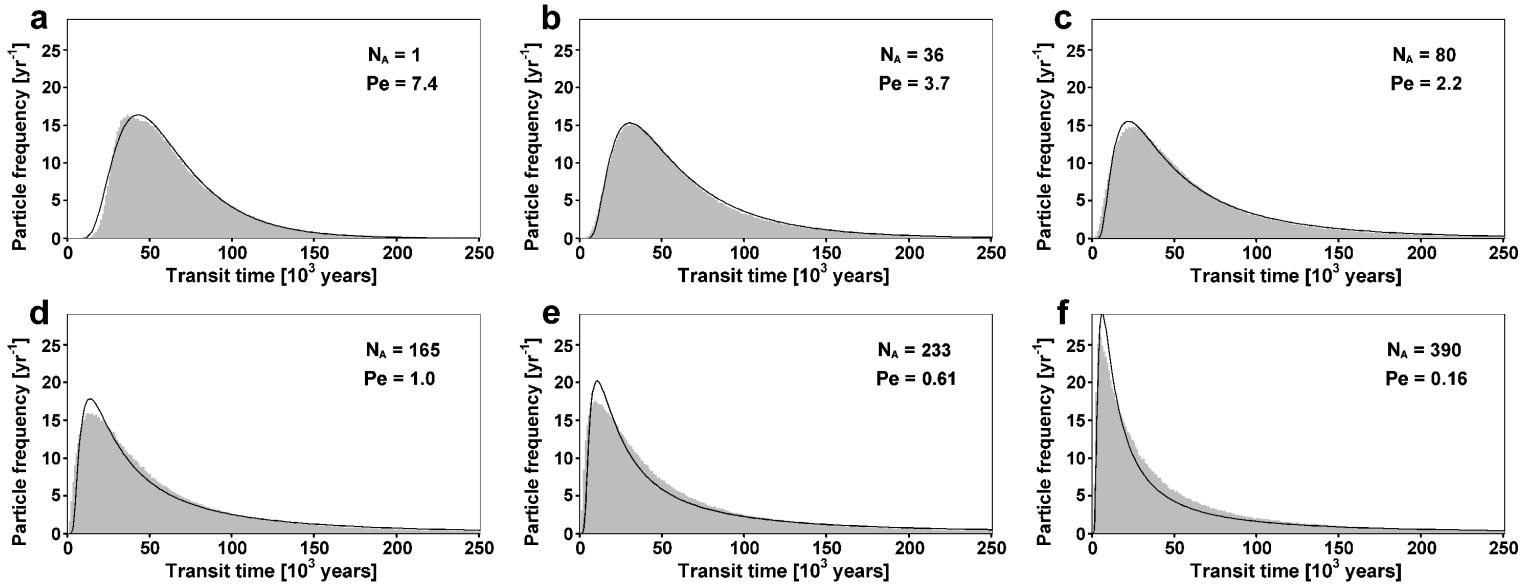 a
N_A = 1
Pe = 7.4
Particle frequency [yr⁻¹]
25
20
15
10
5
0
0 50 100 150 200 250
Transit time [10³ years]
b
N_A = 36
Pe = 3.7
Particle frequency [yr⁻¹]
25
20
15
10
5
0
0 50 100 150 200 250
Transit time [10³ years]
c
N_A = 80
Pe = 2.2
Particle frequency [yr⁻¹]
25
20
15
10
5
0
0 50 100 150 200 250
Transit time [10³ years]
d
N_A = 165
Pe = 1.0
Particle frequency [yr⁻¹]
25
20
15
10
5
0
0 50 100 150 200 250
Transit time [10³ years]
e
N_A = 233
Pe = 0.61
Particle frequency [yr⁻¹]
25
20
15
10
5
0
0 50 100 150 200 250
Transit time [10³ years]
f
N_A = 390
Pe = 0.16
Particle frequency [yr⁻¹]
25
20
15
10
5
0
0 50 100 150 200 250
Transit time [10³ years]